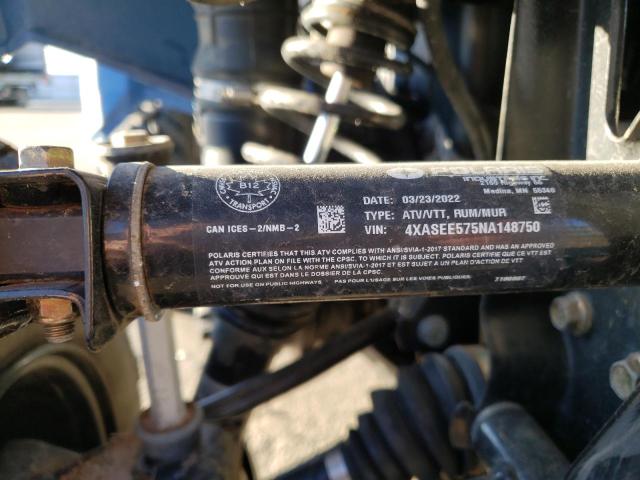 B12
TRANSPORT
CAN ICES-2/NMB-2
2100 Highway 55
Medina, MN 55340
DATE: 03/23/2022
TYPE: ATV/VTT, RUM/MUR
VIN: 4XASEE575NA148750
POLARIS CERTIFIES THAT THIS ATV COMPLIES WITH ANSI/SVIA-1-2017 STANDARD AND HAS AN APPROVED
ATV ACTION PLAN ON FILE WITH THE CPSC, TO WHICH IT IS SUBJECT. POLARIS CERTIFIE QUE CE VTT EST
CONFORME AUX SELON LA NORME ANSI/SVIA-1-2017 ET EST SUJET A UN PLAN D'ACTION DE VTT
APPROUVÉ QUI EST DANS LE DOSSIER DE LA CPSC.
NOT FOR USE ON PUBLIC HIGHWAYS PAS POUR L'USAGE SUR LES VOIES PUBLIQUES